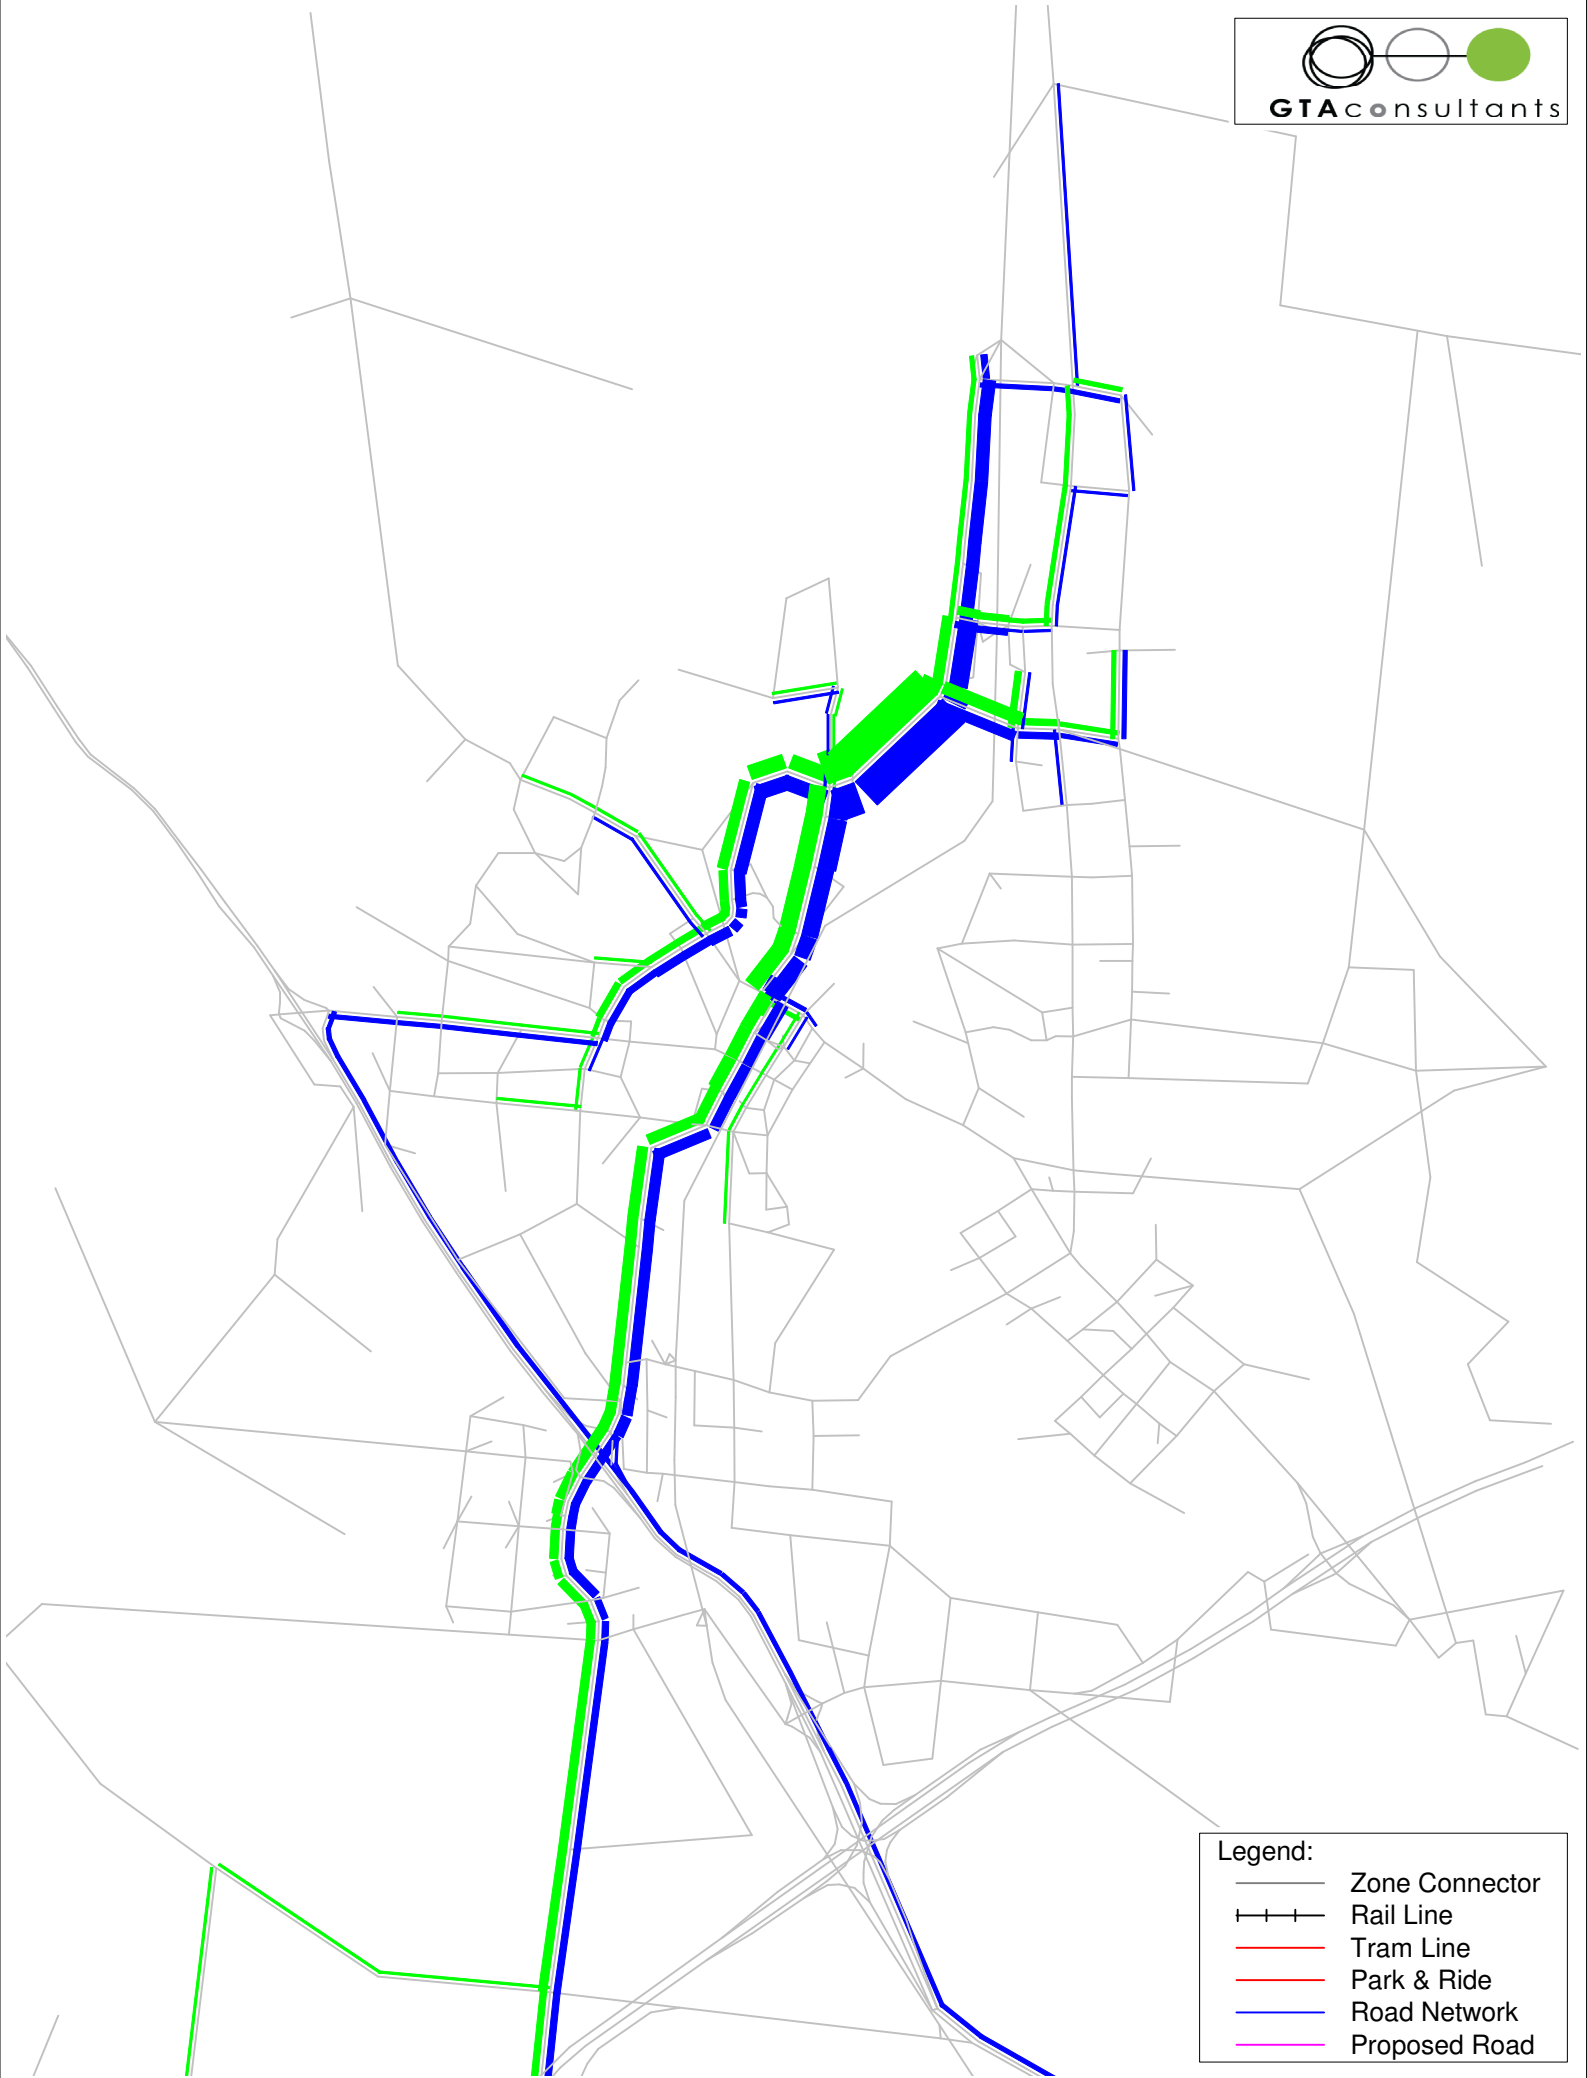 GTAconsultants
Legend:
Zone Connector
Rail Line
Tram Line
Park & Ride
Road Network
Proposed Road